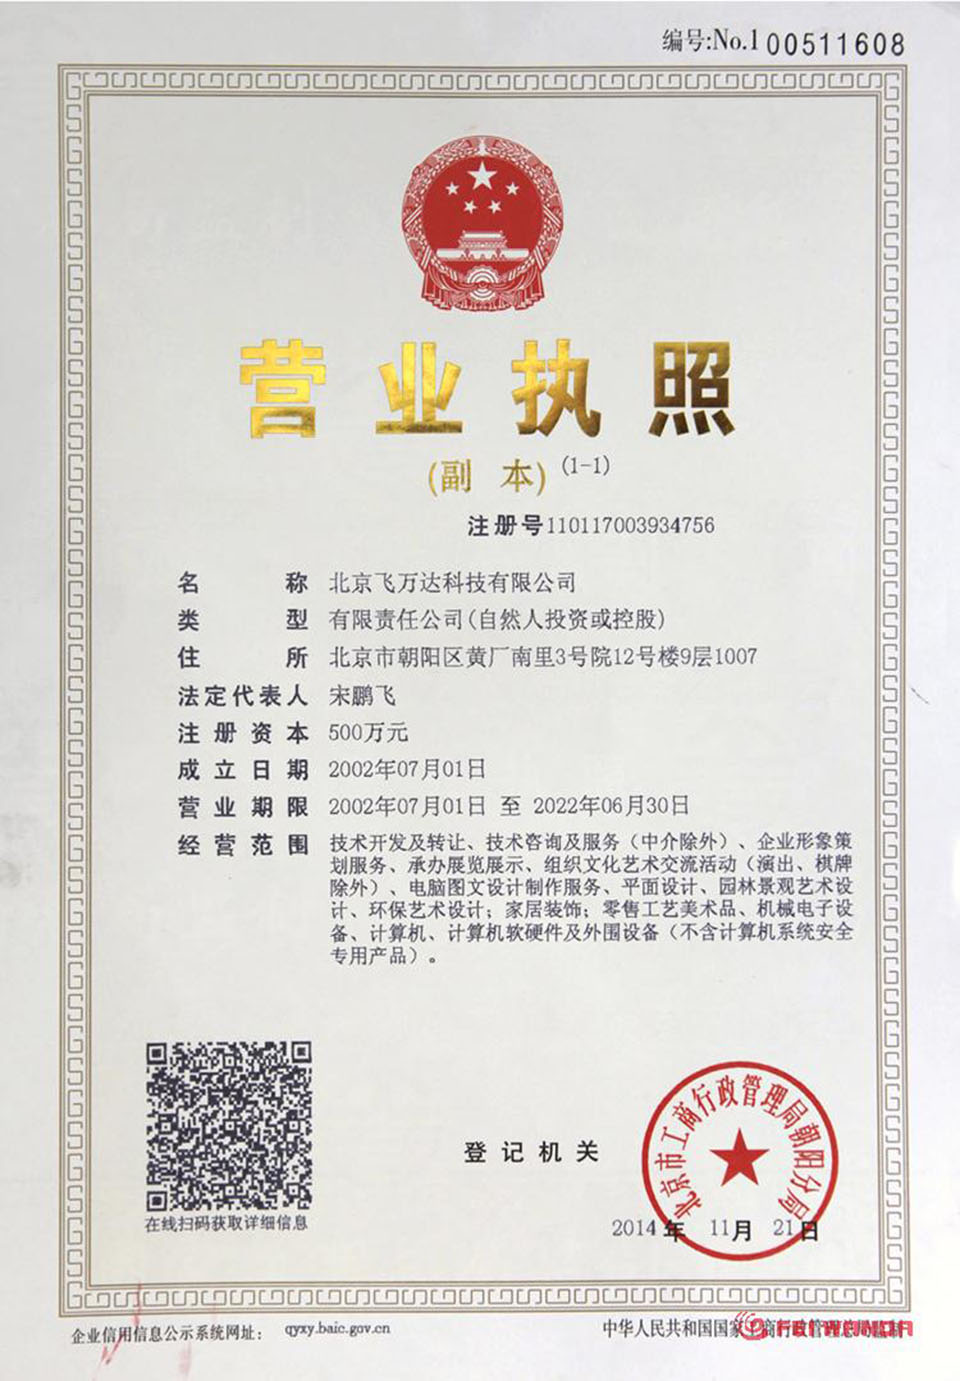 编号:No.1 00511608
营业执照
(副 本) (1-1)
注册号110117003934756
名称 北京飞万达科技有限公司
类型 有限责任公司(自然人投资或控股)
住所 北京市朝阳区黄厂南里3号院12号楼9层1007
法定代表人 宋鹏飞
注册资本 500万元
成立日期 2002年07月01日
营业期限 2002年07月01日 至 2022年06月30日
经营范围 技术开发及转让、技术咨询及服务（中介除外）、企业形象策
划服务、承办展览展示、组织文化艺术交流活动（演出、棋牌
除外）、电脑图文设计制作服务、平面设计、园林景观艺术设
计、环保艺术设计；家居装饰；零售工艺美术品、机械电子设
备、计算机、计算机软硬件及外围设备（不含计算机系统安全
专用产品）。
北京市工商行政管理局朝阳分局
登记机关
在线扫码获取详细信息
2014年 11月 21日
企业信用信息公示系统网址: qyxy.baic.gov.cn
中华人民共和国国家工商行政管理总局监制
FEIWANDA